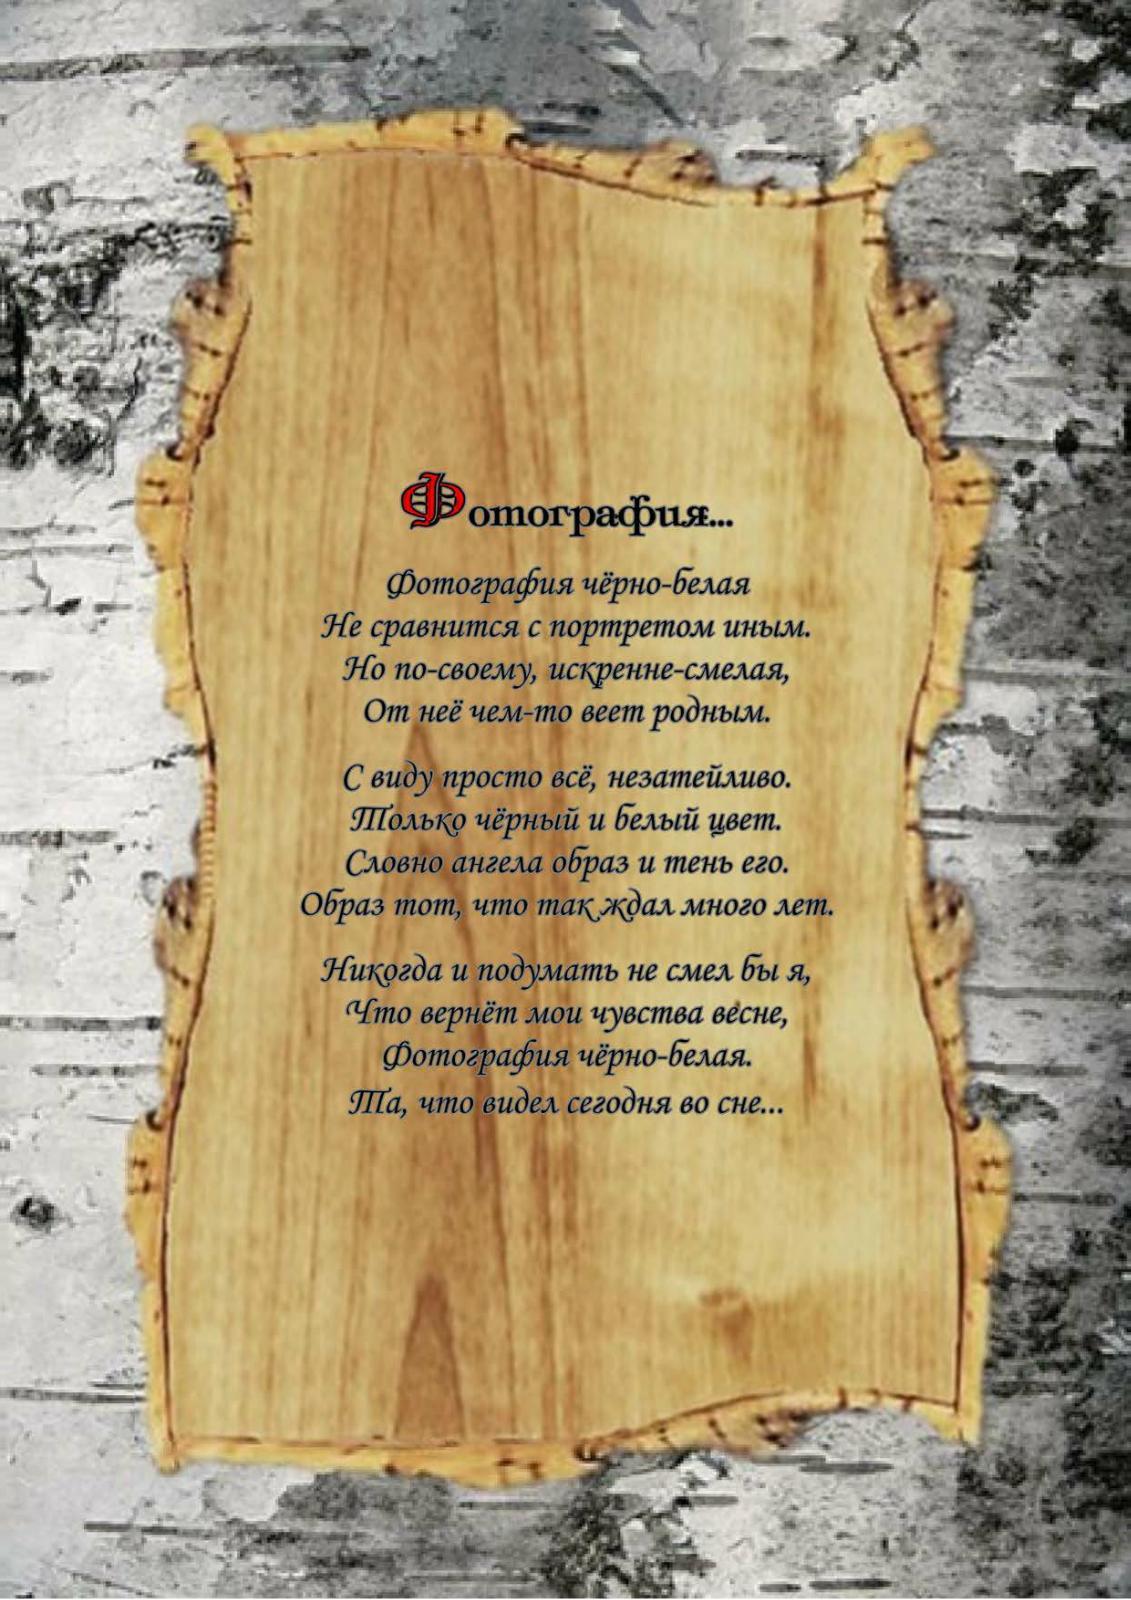 Фотография...
Фотография чёрно-белая
Не сравнится с портретом иным.
Но по-своему, искренне-смелая,
От неё чем-то веет родным.
С виду просто всё, незатейливо.
Только чёрный и белый цвет.
Словно ангела образ и тень его.
Образ тот, что так ждал много лет.
Никогда и подумать не смел бы я,
Что вернёт мои чувства весне,
Фотография чёрно-белая.
Та, что видел сегодня во сне...